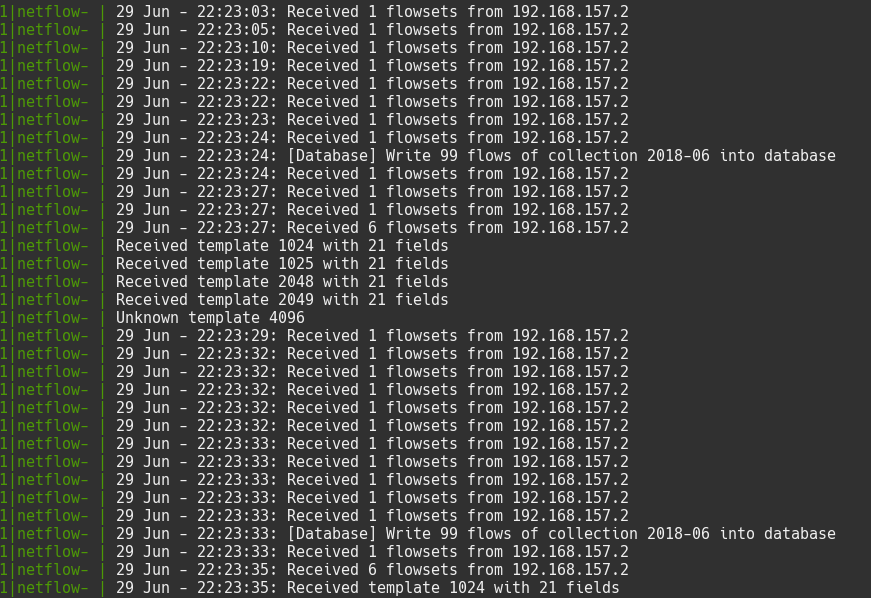 1|netflow- | 29 Jun - 22:23:03: Received 1 flowsets from 192.168.157.2
1|netflow- | 29 Jun - 22:23:05: Received 1 flowsets from 192.168.157.2
1|netflow- | 29 Jun - 22:23:10: Received 1 flowsets from 192.168.157.2
1|netflow- | 29 Jun - 22:23:19: Received 1 flowsets from 192.168.157.2
1|netflow- | 29 Jun - 22:23:22: Received 1 flowsets from 192.168.157.2
1|netflow- | 29 Jun - 22:23:22: Received 1 flowsets from 192.168.157.2
1|netflow- | 29 Jun - 22:23:23: Received 1 flowsets from 192.168.157.2
1|netflow- | 29 Jun - 22:23:24: Received 1 flowsets from 192.168.157.2
1|netflow- | 29 Jun - 22:23:24: [Database] Write 99 flows of collection 2018-06 into database
1|netflow- | 29 Jun - 22:23:24: Received 1 flowsets from 192.168.157.2
1|netflow- | 29 Jun - 22:23:27: Received 1 flowsets from 192.168.157.2
1|netflow- | 29 Jun - 22:23:27: Received 1 flowsets from 192.168.157.2
1|netflow- | 29 Jun - 22:23:27: Received 6 flowsets from 192.168.157.2
1|netflow- | Received template 1024 with 21 fields
1|netflow- | Received template 1025 with 21 fields
1|netflow- | Received template 2048 with 21 fields
1|netflow- | Received template 2049 with 21 fields
1|netflow- | Unknown template 4096
1|netflow- | 29 Jun - 22:23:29: Received 1 flowsets from 192.168.157.2
1|netflow- | 29 Jun - 22:23:32: Received 1 flowsets from 192.168.157.2
1|netflow- | 29 Jun - 22:23:32: Received 1 flowsets from 192.168.157.2
1|netflow- | 29 Jun - 22:23:32: Received 1 flowsets from 192.168.157.2
1|netflow- | 29 Jun - 22:23:32: Received 1 flowsets from 192.168.157.2
1|netflow- | 29 Jun - 22:23:32: Received 1 flowsets from 192.168.157.2
1|netflow- | 29 Jun - 22:23:33: Received 1 flowsets from 192.168.157.2
1|netflow- | 29 Jun - 22:23:33: Received 1 flowsets from 192.168.157.2
1|netflow- | 29 Jun - 22:23:33: Received 1 flowsets from 192.168.157.2
1|netflow- | 29 Jun - 22:23:33: Received 1 flowsets from 192.168.157.2
1|netflow- | 29 Jun - 22:23:33: Received 1 flowsets from 192.168.157.2
1|netflow- | 29 Jun - 22:23:33: [Database] Write 99 flows of collection 2018-06 into database
1|netflow- | 29 Jun - 22:23:33: Received 1 flowsets from 192.168.157.2
1|netflow- | 29 Jun - 22:23:35: Received 6 flowsets from 192.168.157.2
1|netflow- | 29 Jun - 22:23:35: Received template 1024 with 21 fields